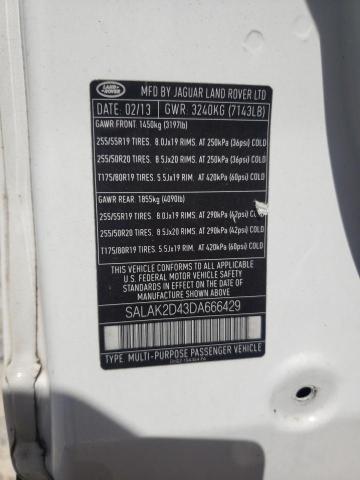 LAND ROVER
MFD BY JAGUAR LAND ROVER LTD
DATE: 02/13 GWR: 3240KG (7143LB)
GAWR FRONT: 1450kg (3197lb)
255/55R19 TIRES 8.0Jx19 RIMS. AT 250kPa (36psi) COLD
255/50R20 TIRES 8.5Jx20 RIMS. AT 250kPa (36psi) COLD
T175/80R19 TIRES 5.5Jx19 RIM. AT 420kPa (60psi) COLD
GAWR REAR: 1855kg (4090lb)
255/55R19 TIRES 8.0Jx19 RIMS. AT 290kPa (42psi) COLD
255/50R20 TIRES 8.5Jx20 RIMS. AT 290kPa (42psi) COLD
T175/80R19 TIRES 5.5Jx19 RIM. AT 420kPa (60psi) COLD
THIS VEHICLE CONFORMS TO ALL APPLICABLE
U.S. FEDERAL MOTOR VEHICLE SAFETY
STANDARDS IN EFFECT ON THE DATE OF
MANUFACTURE SHOWN ABOVE
SALAK2D43DA666429
TYPE: MULTI-PURPOSE PASSENGER VEHICLE